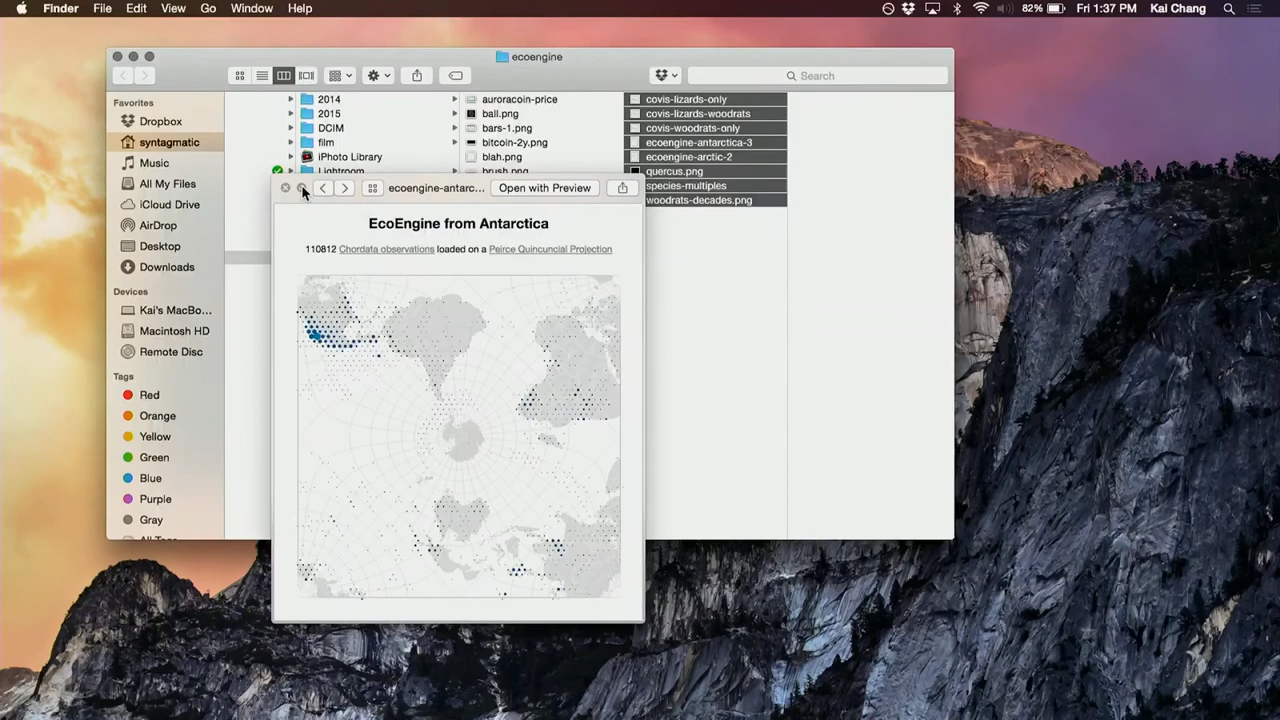 Finder File Edit View Go Window Help 82% Fri 1:37 PM Kai Chang
ecoengine
Search
Favorites
Dropbox
syntagmatic
Music
All My Files
iCloud Drive
AirDrop
Desktop
Downloads
Devices
Kai's MacBo...
Macintosh HD
Remote Disc
Tags
Red
Orange
Yellow
Green
Blue
Purple
Gray
All Tags
2014
2015
DCIM
film
iPhoto Library
Lightroom
auroracoin-price
ball.png
bars-1.png
bitcoin-2y.png
blah.png
brush.png
covis-lizards-only
covis-lizards-woodrats
covis-woodrats-only
ecoengine-antarctica-3
ecoengine-arctic-2
quercus.png
species-multiples
woodrats-decades.png
ecoengine-antarc... Open with Preview
EcoEngine from Antarctica
110812 Chordata observations loaded on a Peirce Quincuncial Projection